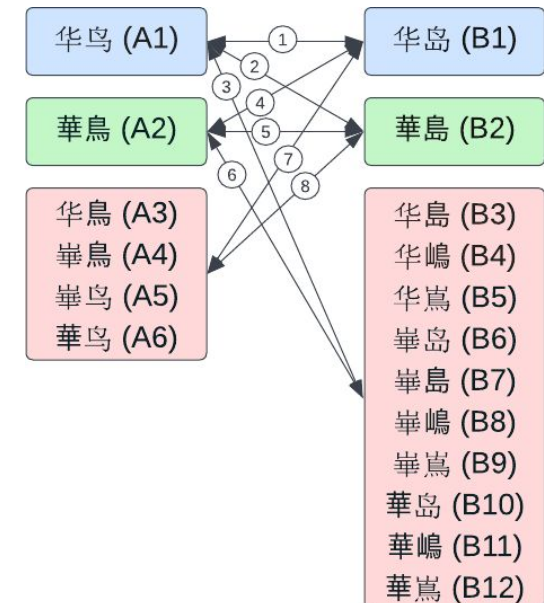 华鸟 (A1)
华岛 (B1)
華鳥 (A2)
華島 (B2)
华鳥 (A3)
崋鳥 (A4)
崋鸟 (A5)
華鸟 (A6)
华島 (B3)
华嶋 (B4)
华嶌 (B5)
崋岛 (B6)
崋島 (B7)
崋嶋 (B8)
崋嶌 (B9)
華岛 (B10)
華嶋 (B11)
華嶌 (B12)
1
2
3
4
5
6
7
8